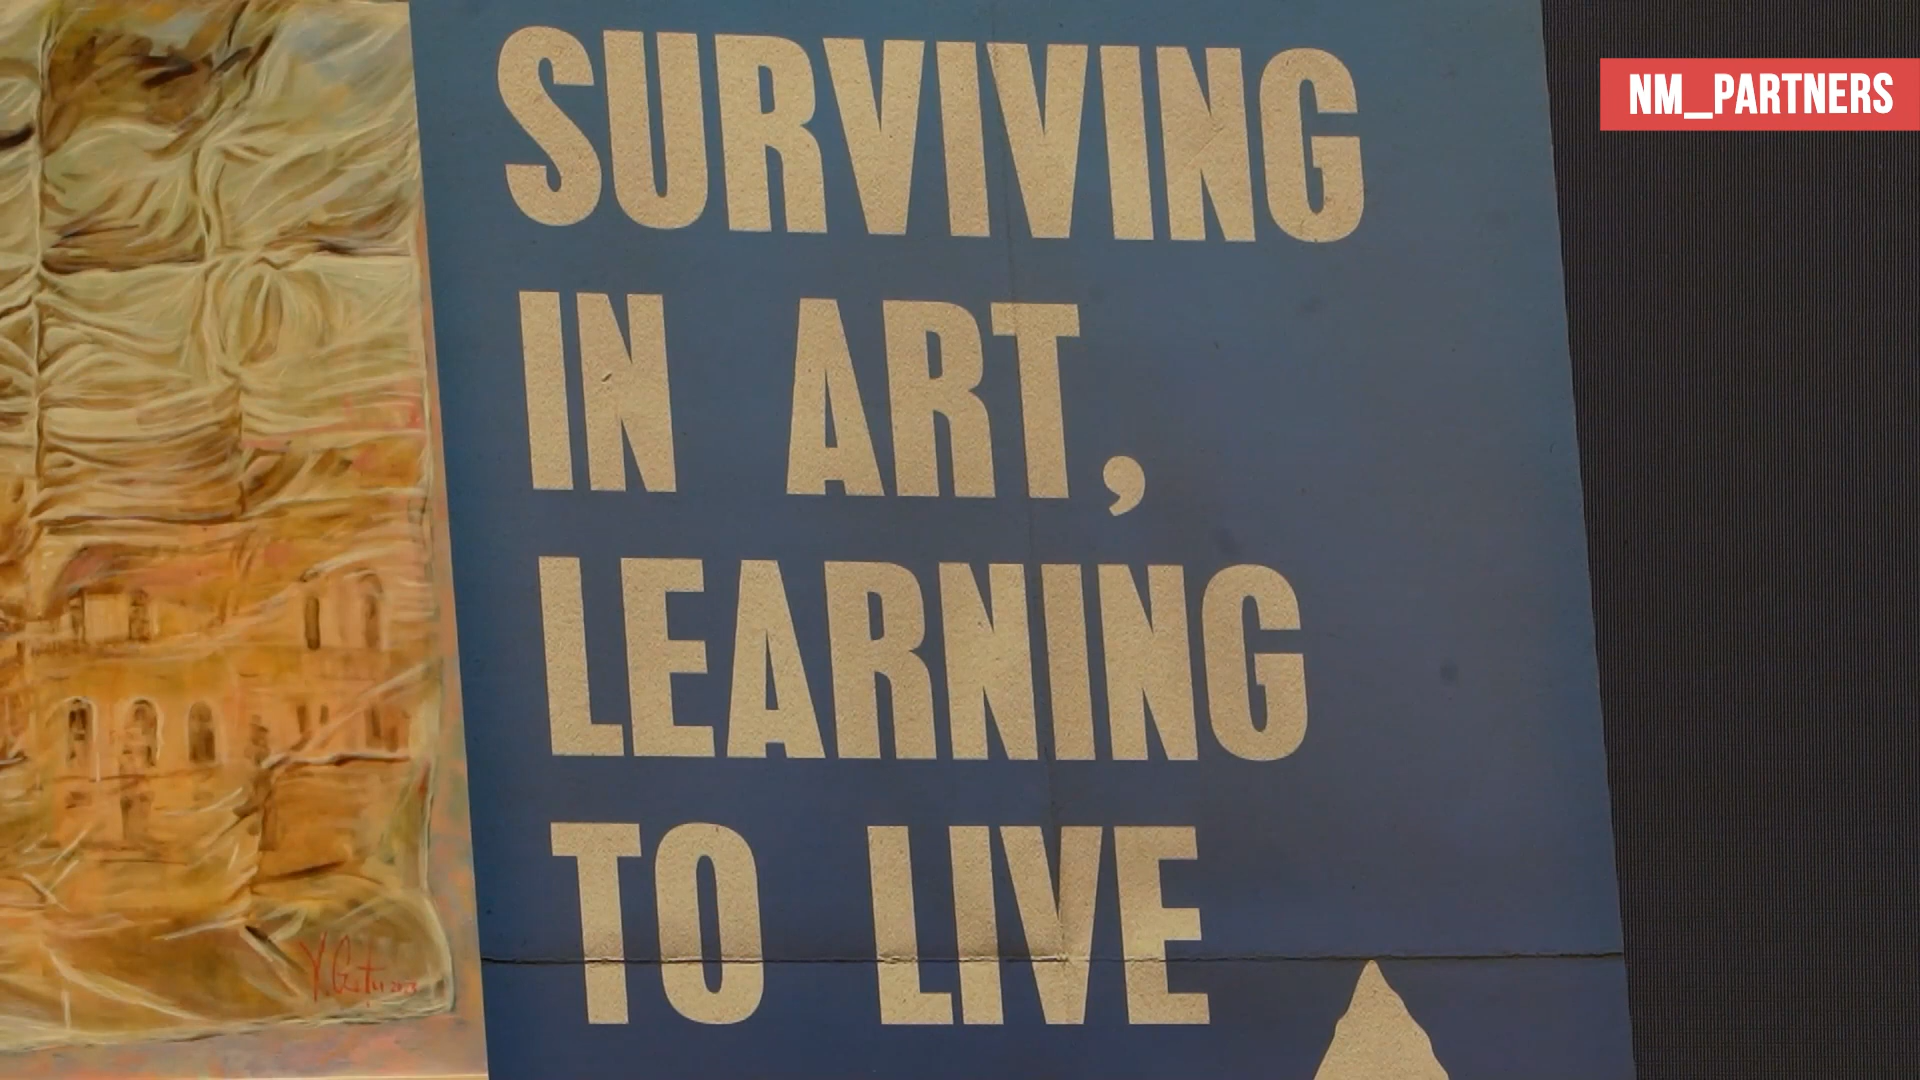 NM_PARTNERS
SURVIVING
IN ART,
LEARNING
TO LIVE